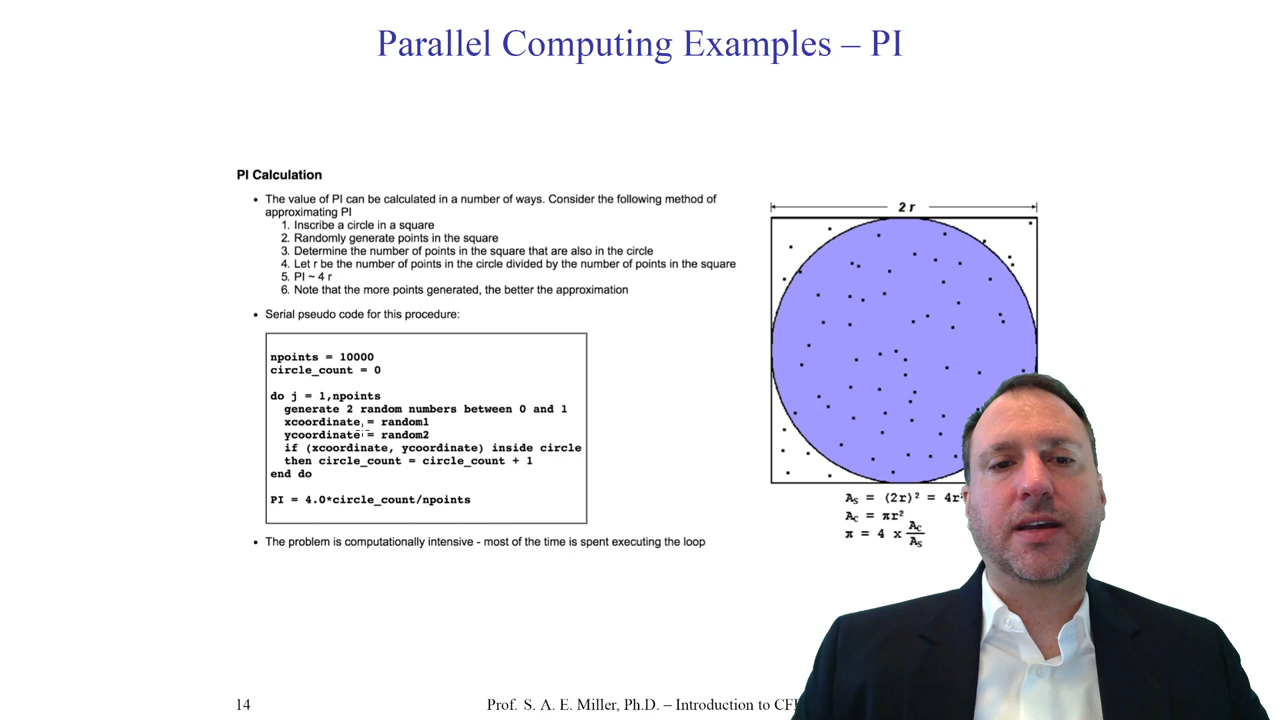 Parallel Computing Examples – PI
PI Calculation
• The value of PI can be calculated in a number of ways. Consider the following method of
approximating PI
1. Inscribe a circle in a square
2. Randomly generate points in the square
3. Determine the number of points in the square that are also in the circle
4. Let r be the number of points in the circle divided by the number of points in the square
5. PI ~ 4 r
6. Note that the more points generated, the better the approximation
• Serial pseudo code for this procedure:
npoints = 10000
circle_count = 0
do j = 1,npoints
generate 2 random numbers between 0 and 1
xcoordinate = random1
ycoordinate = random2
if (xcoordinate, ycoordinate) inside circle
then circle_count = circle_count + 1
end do
PI = 4.0*circle_count/npoints
• The problem is computationally intensive - most of the time is spent executing the loop
2 r
A_S = (2r)² = 4r²
A_C = πr²
π = 4 x A_C/A_S
14
Prof. S. A. E. Miller, Ph.D. – Introduction to